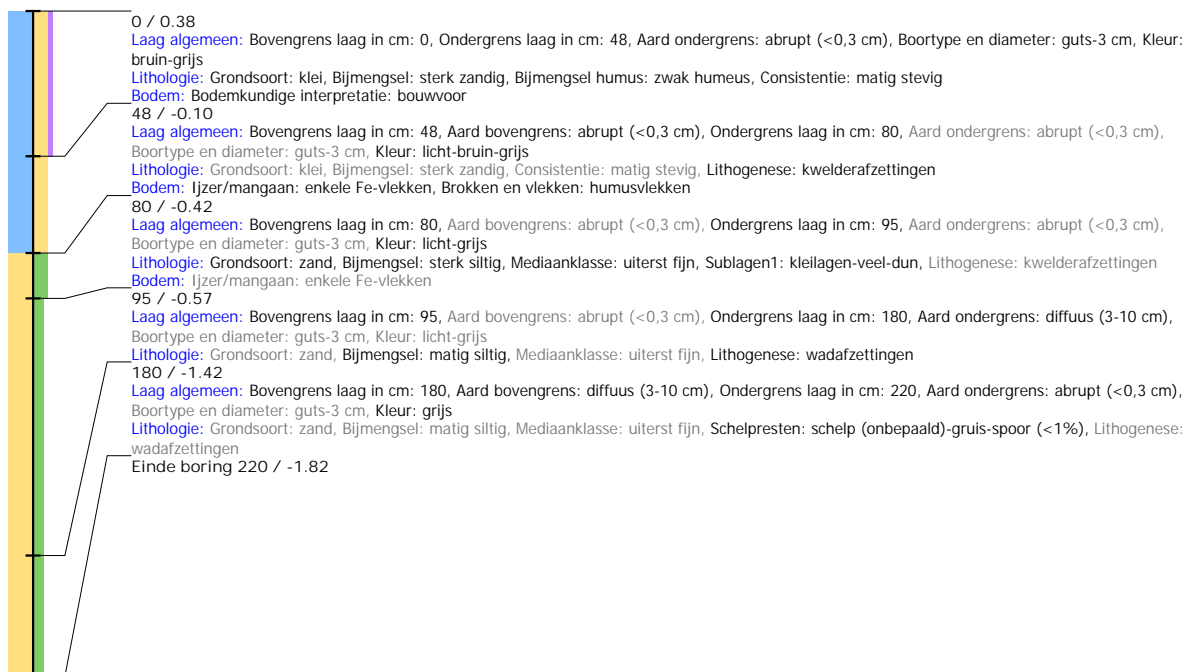 0 / 0.38
Laag algemeen: Bovengrens laag in cm: 0, Ondergrens laag in cm: 48, Aard ondergrens: abrupt (<0,3 cm), Boortype en diameter: guts-3 cm, Kleur:
bruin-grijs
Lithologie: Grondsoort: klei, Bijmengsel: sterk zandig, Bijmengsel humus: zwak humeus, Consistentie: matig stevig
Bodem: Bodemkundige interpretatie: bouwvoor
48 / -0.10
Laag algemeen: Bovengrens laag in cm: 48, Aard bovengrens: abrupt (<0,3 cm), Ondergrens laag in cm: 80, Aard ondergrens: abrupt (<0,3 cm),
Boortype en diameter: guts-3 cm, Kleur: licht-bruin-grijs
Lithologie: Grondsoort: klei, Bijmengsel: sterk zandig, Consistentie: matig stevig, Lithogenese: kwelderafzettingen
Bodem: Ijzer/mangaan: enkele Fe-vlekken, Brokken en vlekken: humusvlekken
80 / -0.42
Laag algemeen: Bovengrens laag in cm: 80, Aard bovengrens: abrupt (<0,3 cm), Ondergrens laag in cm: 95, Aard ondergrens: abrupt (<0,3 cm),
Boortype en diameter: guts-3 cm, Kleur: licht-grijs
Lithologie: Grondsoort: zand, Bijmengsel: sterk siltig, Mediaanklasse: uiterst fijn, Sublagen1: kleilagen-veel-dun, Lithogenese: kwelderafzettingen
Bodem: Ijzer/mangaan: enkele Fe-vlekken
95 / -0.57
Laag algemeen: Bovengrens laag in cm: 95, Aard bovengrens: abrupt (<0,3 cm), Ondergrens laag in cm: 180, Aard ondergrens: diffuus (3-10 cm),
Boortype en diameter: guts-3 cm, Kleur: licht-grijs
Lithologie: Grondsoort: zand, Bijmengsel: matig siltig, Mediaanklasse: uiterst fijn, Lithogenese: wadafzettingen
180 / -1.42
Laag algemeen: Bovengrens laag in cm: 180, Aard bovengrens: diffuus (3-10 cm), Ondergrens laag in cm: 220, Aard ondergrens: abrupt (<0,3 cm),
Boortype en diameter: guts-3 cm, Kleur: grijs
Lithologie: Grondsoort: zand, Bijmengsel: matig siltig, Mediaanklasse: uiterst fijn, Schelpresten: schelp (onbepaald)-gruis-spoor (<1%), Lithogenese:
wadafzettingen
Einde boring 220 / -1.82